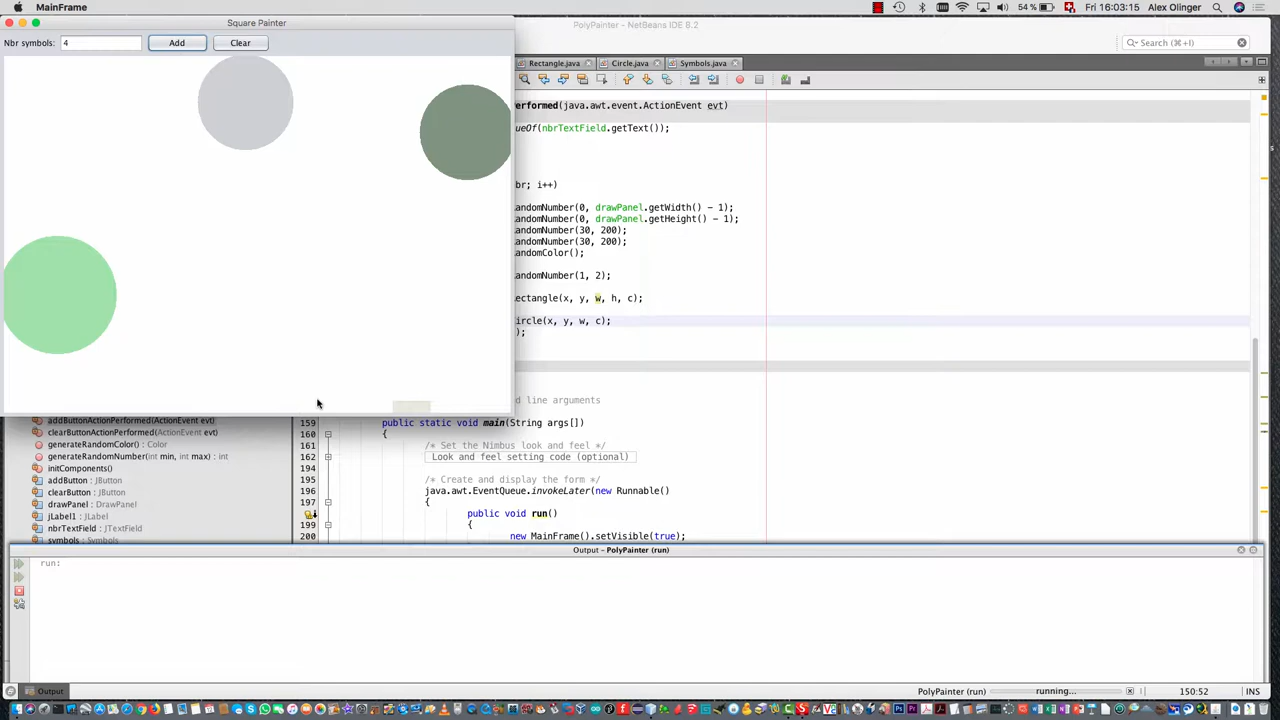 MainFrame
54 %
Fri 16:03:15
Alex Olinger
Square Painter
PolyPainter - NetBeans IDE 8.2
Nbr symbols: 4
Add
Clear
Search (⌘+I)
Rectangle.java
Circle.java
Symbols.java
erformed(java.awt.event.ActionEvent evt)
ueOf(nbrTextField.getText());
br; i++)
andomNumber(0, drawPanel.getWidth() - 1);
andomNumber(0, drawPanel.getHeight() - 1);
andomNumber(30, 200);
andomNumber(30, 200);
andomColor();
andomNumber(1, 2);
ectangle(x, y, w, h, c);
ircle(x, y, w, c);
);
d line arguments
addButtonActionPerformed(ActionEvent evt)
159 public static void main(String args[])
clearButtonActionPerformed(ActionEvent evt)
160 {
generateRandomColor() : Color
161 /* Set the Nimbus look and feel */
generateRandomNumber(int min, int max) : int
162 Look and feel setting code (optional)
initComponents()
194
addButton : JButton
195 /* Create and display the form */
clearButton : JButton
196 java.awt.EventQueue.invokeLater(new Runnable()
drawPanel : DrawPanel
197 {
jLabel1 : JLabel
public void run()
nbrTextField : JTextField
199 {
symbols : Symbols
200 new MainFrame().setVisible(true);
Output - PolyPainter (run)
run:
Output
PolyPainter (run)
running...
150:52
INS